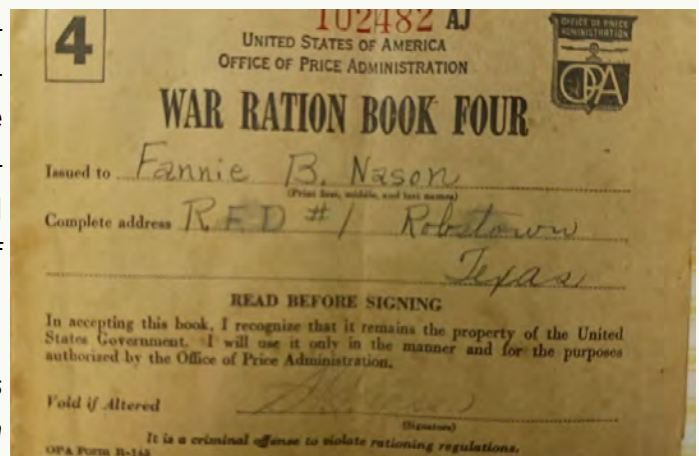 102482 AJ
4
UNITED STATES OF AMERICA
OFFICE OF PRICE ADMINISTRATION
OFFICE OF PRICE
ADMINISTRATION
OPA
WAR RATION BOOK FOUR
Issued to Fannie B. Nason
(Print first, middle, and last names)
Complete address RFD #1 Robstown
Texas
READ BEFORE SIGNING
In accepting this book, I recognize that it remains the property of the United
States Government. I will use it only in the manner and for the purposes
authorized by the Office of Price Administration.
Void if Altered
(Signature)
It is a criminal offense to violate rationing regulations.
OPA Form R-145